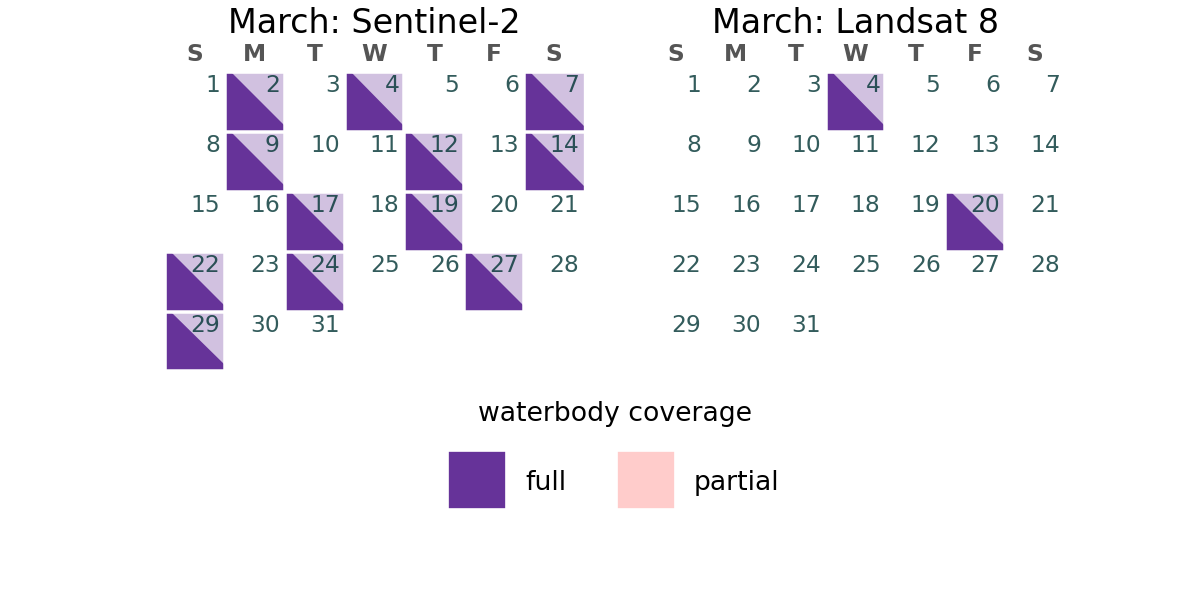 March: Sentinel-2
S M T W T F S
1 2 3 4 5 6 7
8 9 10 11 12 13 14
15 16 17 18 19 20 21
22 23 24 25 26 27 28
29 30 31
March: Landsat 8
S M T W T F S
1 2 3 4 5 6 7
8 9 10 11 12 13 14
15 16 17 18 19 20 21
22 23 24 25 26 27 28
29 30 31
waterbody coverage
full
partial